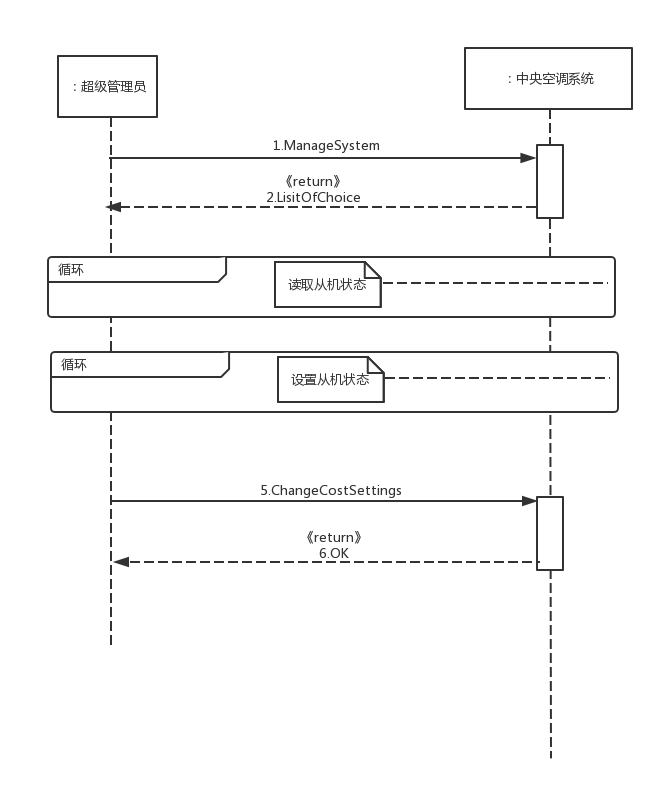 : 超级管理员
: 中央空调系统
1.ManageSystem
《return》
2.LisitOfChoice
循环
读取从机状态
循环
设置从机状态
5.ChangeCostSettings
《return》
6.OK